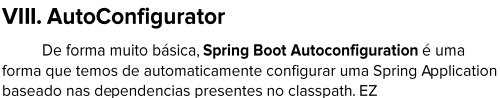 VIII. AutoConfigurator
De forma muito básica, Spring Boot Autoconfiguration é uma
forma que temos de automaticamente configurar uma Spring Application
baseado nas dependencias presentes no classpath. EZ